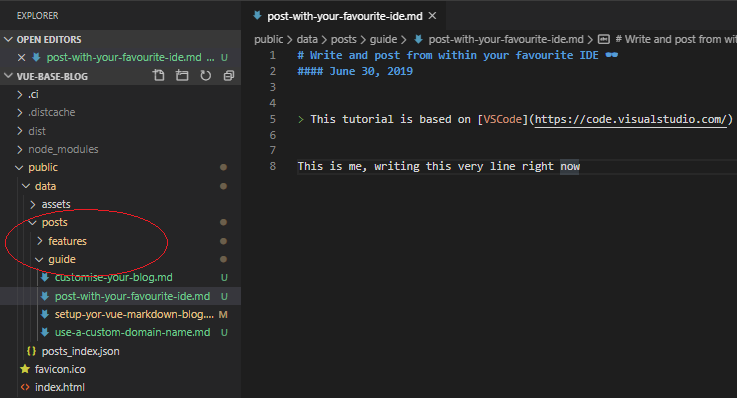 EXPLORER
OPEN EDITORS
post-with-your-favourite-ide.md ... U
VUE-BASE-BLOG
.ci
.distcache
dist
node_modules
public
data
assets
posts
features
guide
customise-your-blog.md U
post-with-your-favourite-ide.md U
setup-yor-vue-markdown-blog.... M
use-a-custom-domain-name.md U
{} posts_index.json
favicon.ico
<> index.html
post-with-your-favourite-ide.md ×
public > data > posts > guide > post-with-your-favourite-ide.md > # Write and post from wit
1 # Write and post from within your favourite IDE 🕶
2 #### June 30, 2019
3
4
5 > This tutorial is based on [VSCode](https://code.visualstudio.com/)
6
7
8 This is me, writing this very line right now